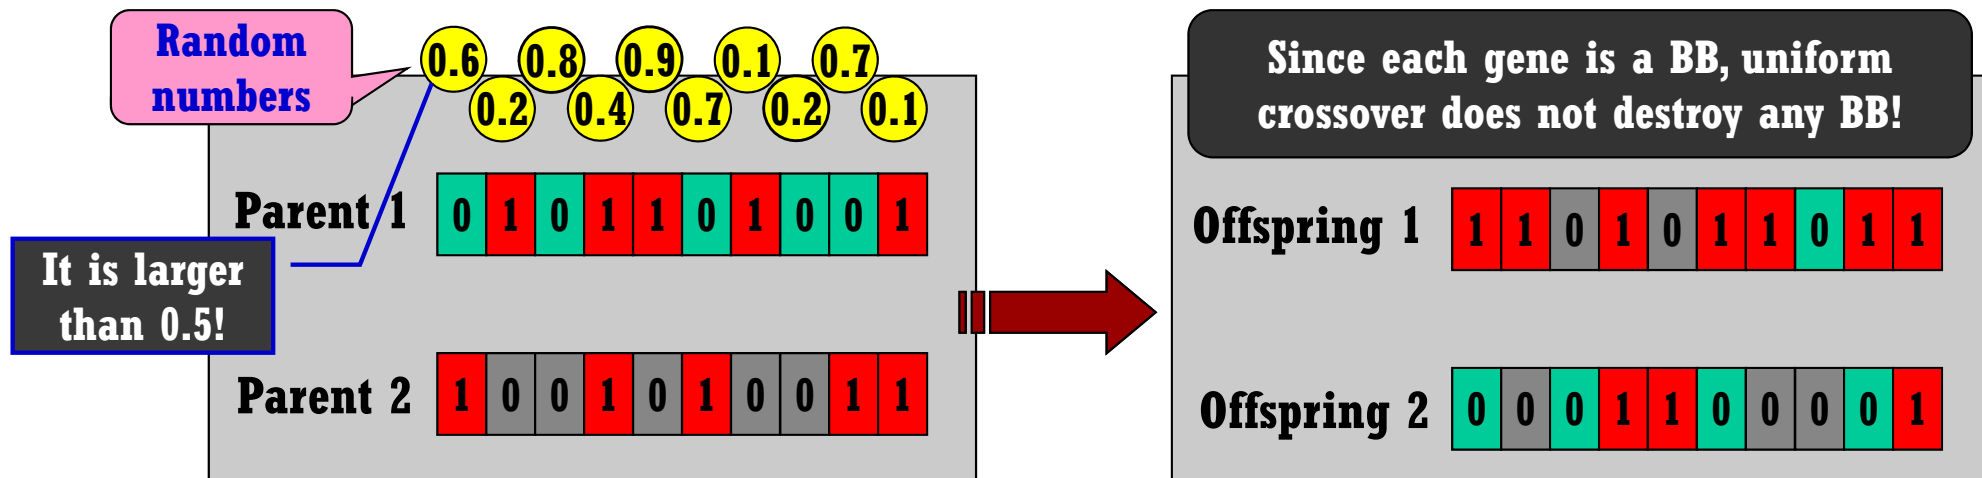 Random
numbers
0.6 0.8 0.9 0.1 0.7
0.2 0.4 0.7 0.2 0.1
Parent 1 0 1 0 1 1 0 1 0 0 1
It is larger
than 0.5!
Parent 2 1 0 0 1 0 1 0 0 1 1
Since each gene is a BB, uniform
crossover does not destroy any BB!
Offspring 1 1 1 0 1 0 1 1 0 1 1
Offspring 2 0 0 0 1 1 0 0 0 0 1